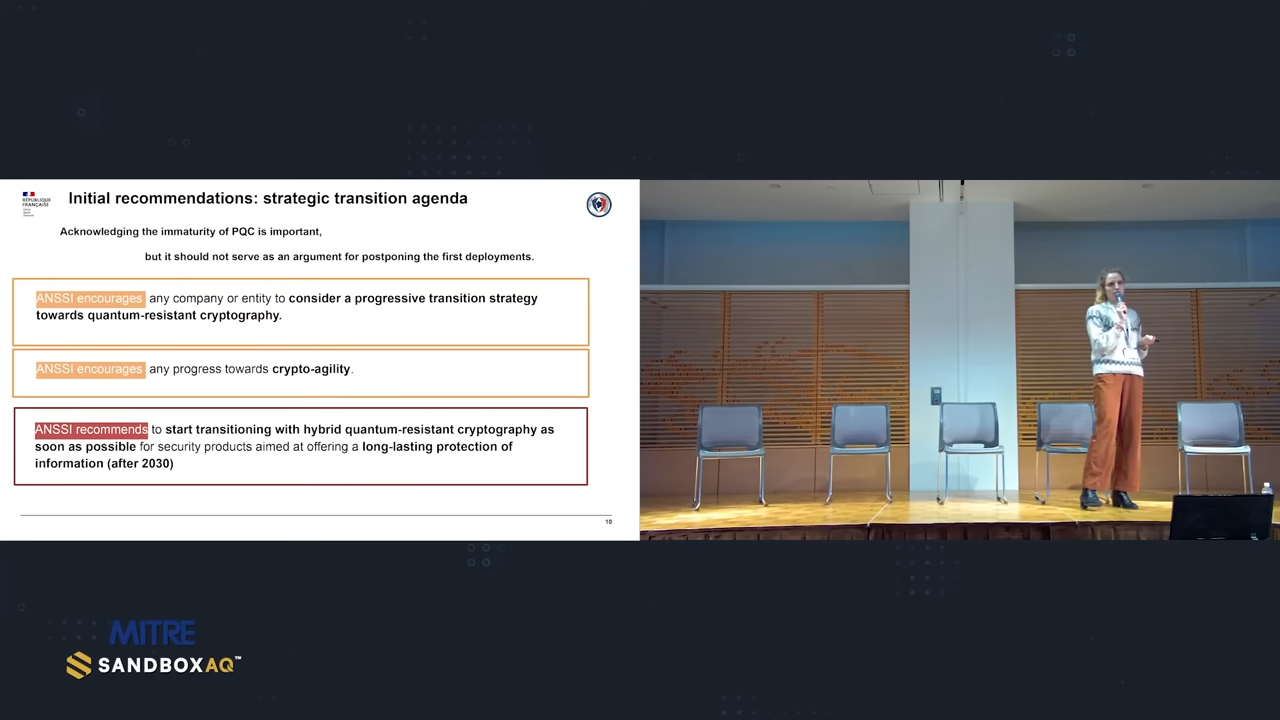 RÉPUBLIQUE
FRANÇAISE
Initial recommendations: strategic transition agenda
Acknowledging the immaturity of PQC is important,
but it should not serve as an argument for postponing the first deployments.
ANSSI encourages any company or entity to consider a progressive transition strategy
towards quantum-resistant cryptography.
ANSSI encourages any progress towards crypto-agility.
ANSSI recommends to start transitioning with hybrid quantum-resistant cryptography as
soon as possible for security products aimed at offering a long-lasting protection of
information (after 2030)
10
MITRE
SANDBOXAQ™